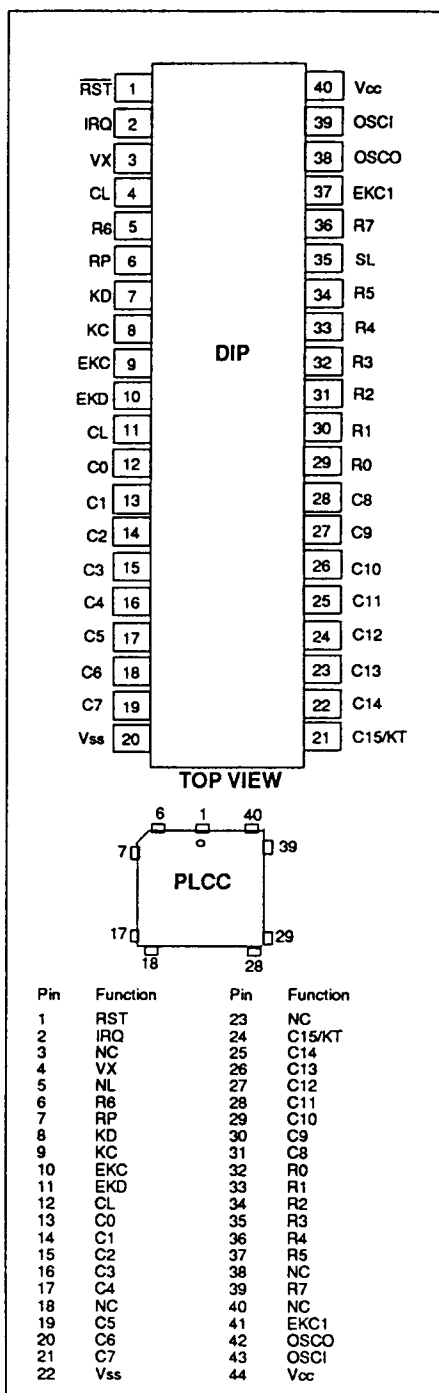 RST 1 40 Vcc
IRQ 2 39 OSCI
VX 3 38 OSCO
CL 4 37 EKC1
R6 5 36 R7
RP 6 35 SL
KD 7 34 R5
KC 8 33 R4
EKC 9 32 R3
EKD 10 31 R2
CL 11 30 R1
C0 12 29 R0
C1 13 28 C8
C2 14 27 C9
C3 15 26 C10
C4 16 25 C11
C5 17 24 C12
C6 18 23 C13
C7 19 22 C14
Vss 20 21 C15/KT
DIP
TOP VIEW
6 1 40
7 39
PLCC
17 29
18 28
Pin Function Pin Function
1 RST 23 NC
2 IRQ 24 C15/KT
3 NC 25 C14
4 VX 26 C13
5 NL 27 C12
6 R6 28 C11
7 RP 29 C10
8 KD 30 C9
9 KC 31 C8
10 EKC 32 R0
11 EKD 33 R1
12 CL 34 R2
13 C0 35 R3
14 C1 36 R4
15 C2 37 R5
16 C3 38 NC
17 C4 39 R7
18 NC 40 NC
19 C5 41 EKC1
20 C6 42 OSCO
21 C7 43 OSCI
22 Vss 44 Vcc